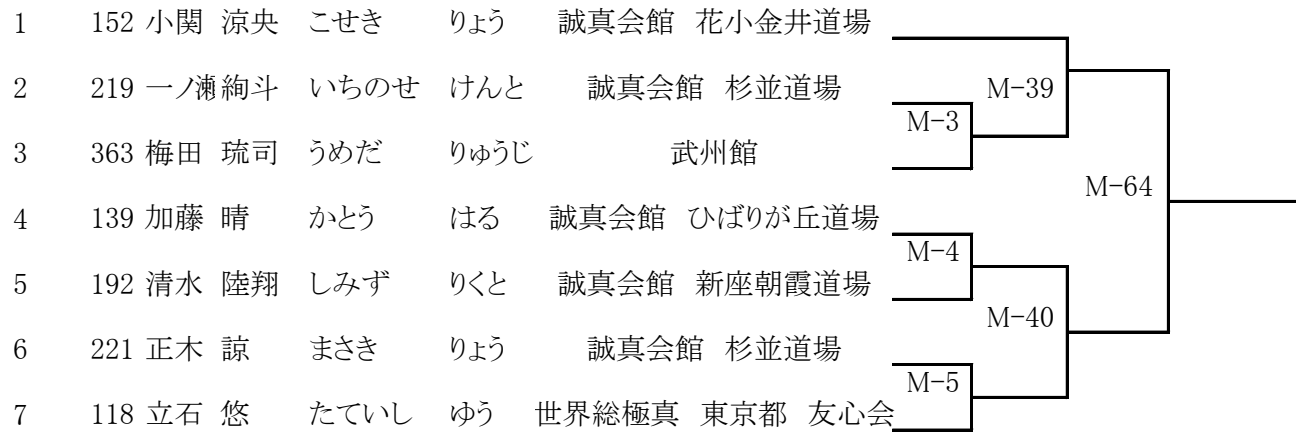 1 152 小関 涼央 こせき りょう 誠真会館 花小金井道場
2 219 一ノ瀬絢斗 いちのせ けんと 誠真会館 杉並道場 M-39
M-3
3 363 梅田 琉司 うめだ りゅうじ 武州館
M-64
4 139 加藤 晴 かとう はる 誠真会館 ひばりが丘道場
M-4
5 192 清水 陸翔 しみず りくと 誠真会館 新座朝霞道場
M-40
6 221 正木 諒 まさき りょう 誠真会館 杉並道場
M-5
7 118 立石 悠 たていし ゆう 世界総極真 東京都 友心会